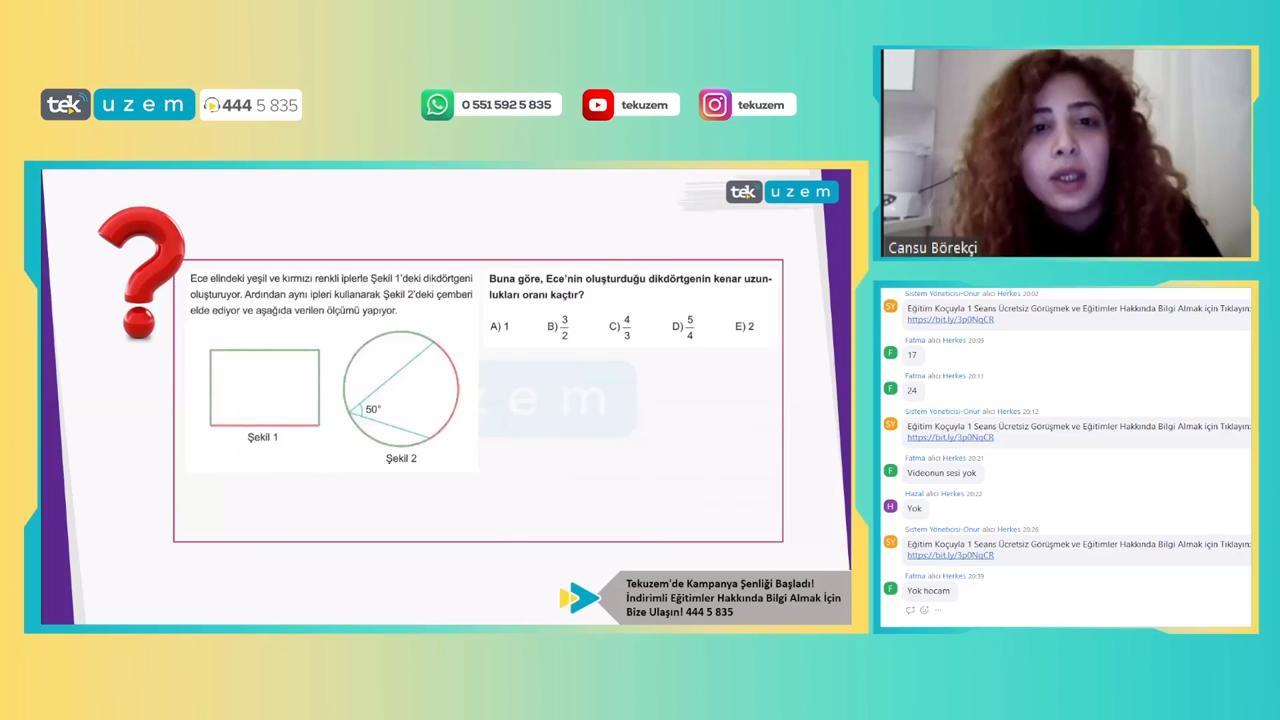 tek uzem 444 5 835
0 551 592 5 835
tekuzem
tekuzem
tek uzem
Ece elindeki yeşil ve kırmızı renkli iplerle Şekil 1'deki dikdörtgeni
oluşturuyor. Ardından aynı ipleri kullanarak Şekil 2'deki çemberi
elde ediyor ve aşağıda verilen ölçümü yapıyor.
50°
Şekil 1
Şekil 2
Buna göre, Ece'nin oluşturduğu dikdörtgenin kenar uzun-
lukları oranı kaçtır?
A) 1 B) 3/2 C) 4/3 D) 5/4 E) 2
z e m
Tekuzem'de Kampanya Şenliği Başladı!
İndirimli Eğitimler Hakkında Bilgi Almak İçin
Bize Ulaşın! 444 5 835
Cansu Börekçi
Sistem Yöneticisi-Onur alıcı Herkes 20:02
SY Eğitim Koçuyla 1 Seans Ücretsiz Görüşmek ve Eğitimler Hakkında Bilgi Almak için Tıklayın:
https://bit.ly/3p0NqCR
Fatma alıcı Herkes 20:05
F 17
Fatma alıcı Herkes 20:11
F 24
Sistem Yöneticisi-Onur alıcı Herkes 20:12
SY Eğitim Koçuyla 1 Seans Ücretsiz Görüşmek ve Eğitimler Hakkında Bilgi Almak için Tıklayın:
https://bit.ly/3p0NqCR
Fatma alıcı Herkes 20:21
F Videonun sesi yok
Hazal alıcı Herkes 20:22
H Yok
Sistem Yöneticisi-Onur alıcı Herkes 20:26
SY Eğitim Koçuyla 1 Seans Ücretsiz Görüşmek ve Eğitimler Hakkında Bilgi Almak için Tıklayın:
https://bit.ly/3p0NqCR
Fatma alıcı Herkes 20:39
F Yok hocam